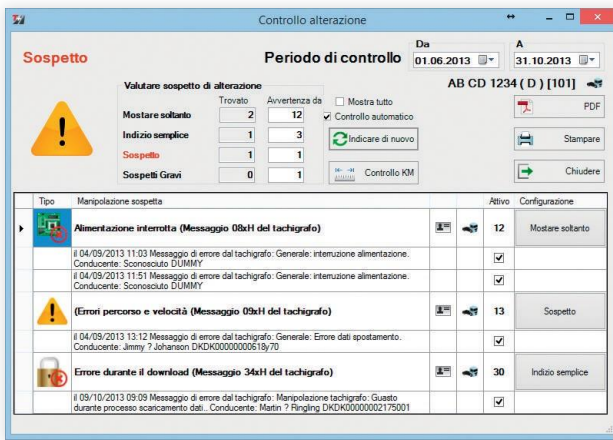 Controllo alterazione
Sospetto
Periodo di controllo
Da
01.06.2013
A
31.10.2013
AB CD 1234 ( D ) [101]
Valutare sospetto di alterazione
Trovato
Avvertenza da
Mostare soltanto
2
12
Indizio semplice
1
3
Sospetto
1
1
Sospetti Gravi
0
1
Mostra tutto
Controllo automatico
Indicare di nuovo
Controllo KM
PDF
Stampare
Chiudere
Tipo
Manipolazione sospetta
Attivo
Configurazione
Alimentazione interrotta (Messaggio 08xH del tachigrafo)
12
Mostare soltanto
il 04/09/2013 11:03 Messaggio di errore dal tachigrafo: Generale: interruzione alimentazione.
Conducente: Sconosciuto DUMMY
il 04/09/2013 11:51 Messaggio di errore dal tachigrafo: Generale: interruzione alimentazione.
Conducente: Sconosciuto DUMMY
(Errori percorso e velocità (Messaggio 09xH del tachigrafo)
13
Sospetto
il 04/09/2013 13:12 Messaggio di errore dal tachigrafo: Generale: Errore dati spostamento.
Conducente: Jimmy ? Johanson DKDK00000000618y70
Errore durante il download (Messaggio 34xH del tachigrafo)
30
Indizio semplice
il 09/10/2013 09:09 Messaggio di errore dal tachigrafo: Manipolazione tachigrafo: Guasto
durante processo scaricamento dati.. Conducente: Martin ? Ringling DKDK00000002175001